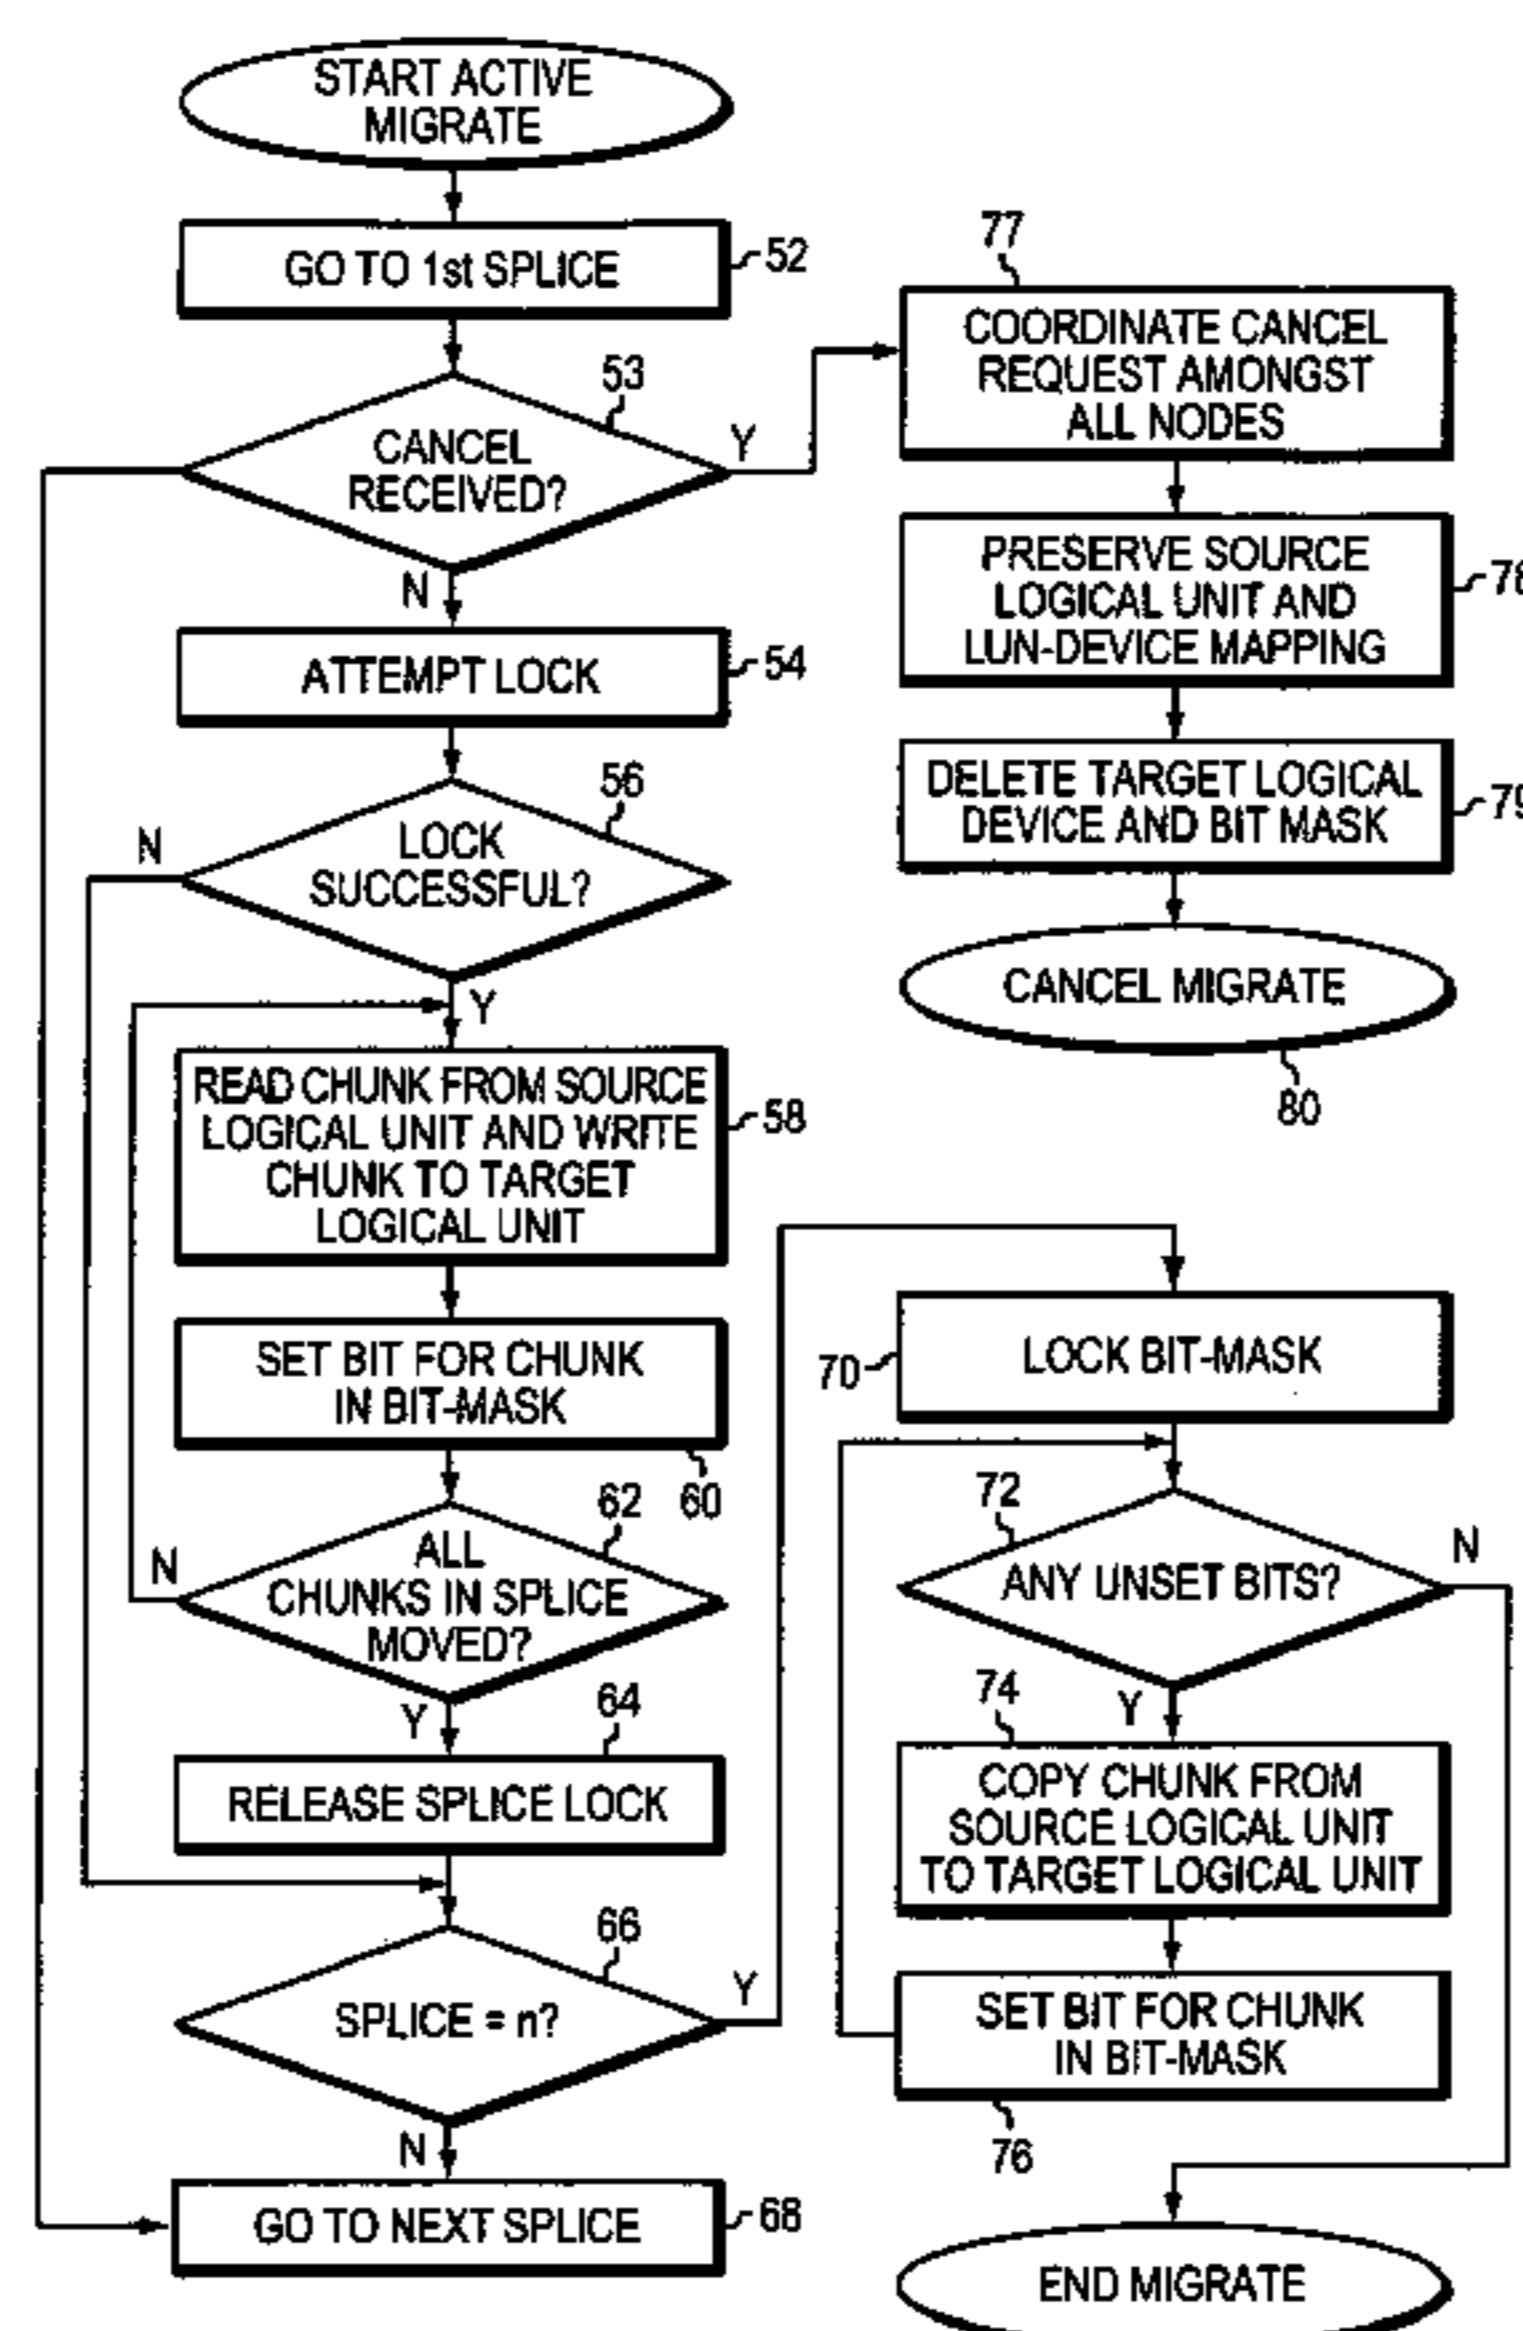 START ACTIVE
MIGRATE
GO TO 1st SPLICE
52
53
CANCEL
RECEIVED?
Y
N
ATTEMPT LOCK
54
56
LOCK
SUCCESSFUL?
N
Y
READ CHUNK FROM SOURCE
LOGICAL UNIT AND WRITE
CHUNK TO TARGET
LOGICAL UNIT
58
SET BIT FOR CHUNK
IN BIT-MASK
60
62
ALL
CHUNKS IN SPLICE
MOVED?
N
Y
64
RELEASE SPLICE LOCK
66
SPLICE = n?
Y
N
GO TO NEXT SPLICE
68
77
COORDINATE CANCEL
REQUEST AMONGST
ALL NODES
PRESERVE SOURCE
LOGICAL UNIT AND
LUN-DEVICE MAPPING
78
DELETE TARGET LOGICAL
DEVICE AND BIT MASK
79
CANCEL MIGRATE
80
LOCK BIT-MASK
70
72
ANY UNSET BITS?
N
Y
74
COPY CHUNK FROM
SOURCE LOGICAL UNIT
TO TARGET LOGICAL UNIT
SET BIT FOR CHUNK
IN BIT-MASK
76
END MIGRATE